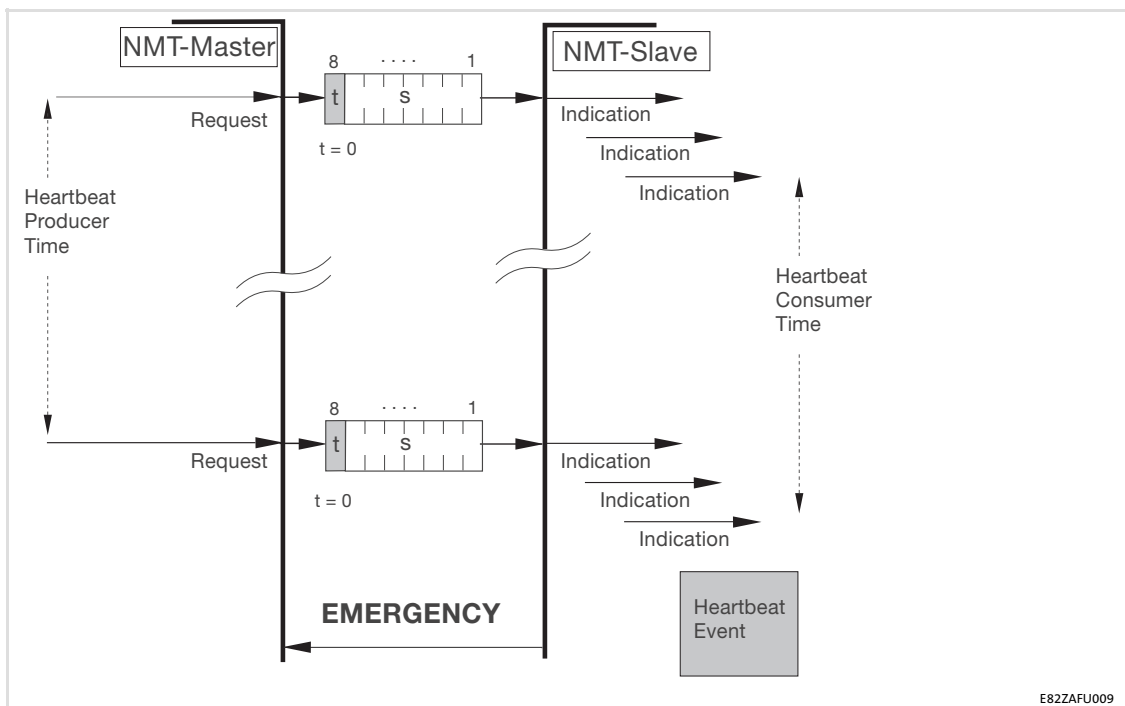 NMT-Master
NMT-Slave
8 . . . . 1
t s
Request
t = 0
Indication
Indication
Indication
Heartbeat
Producer
Time
Heartbeat
Consumer
Time
8 . . . . 1
t s
Request
t = 0
Indication
Indication
Indication
EMERGENCY
Heartbeat
Event
E82ZAFU009